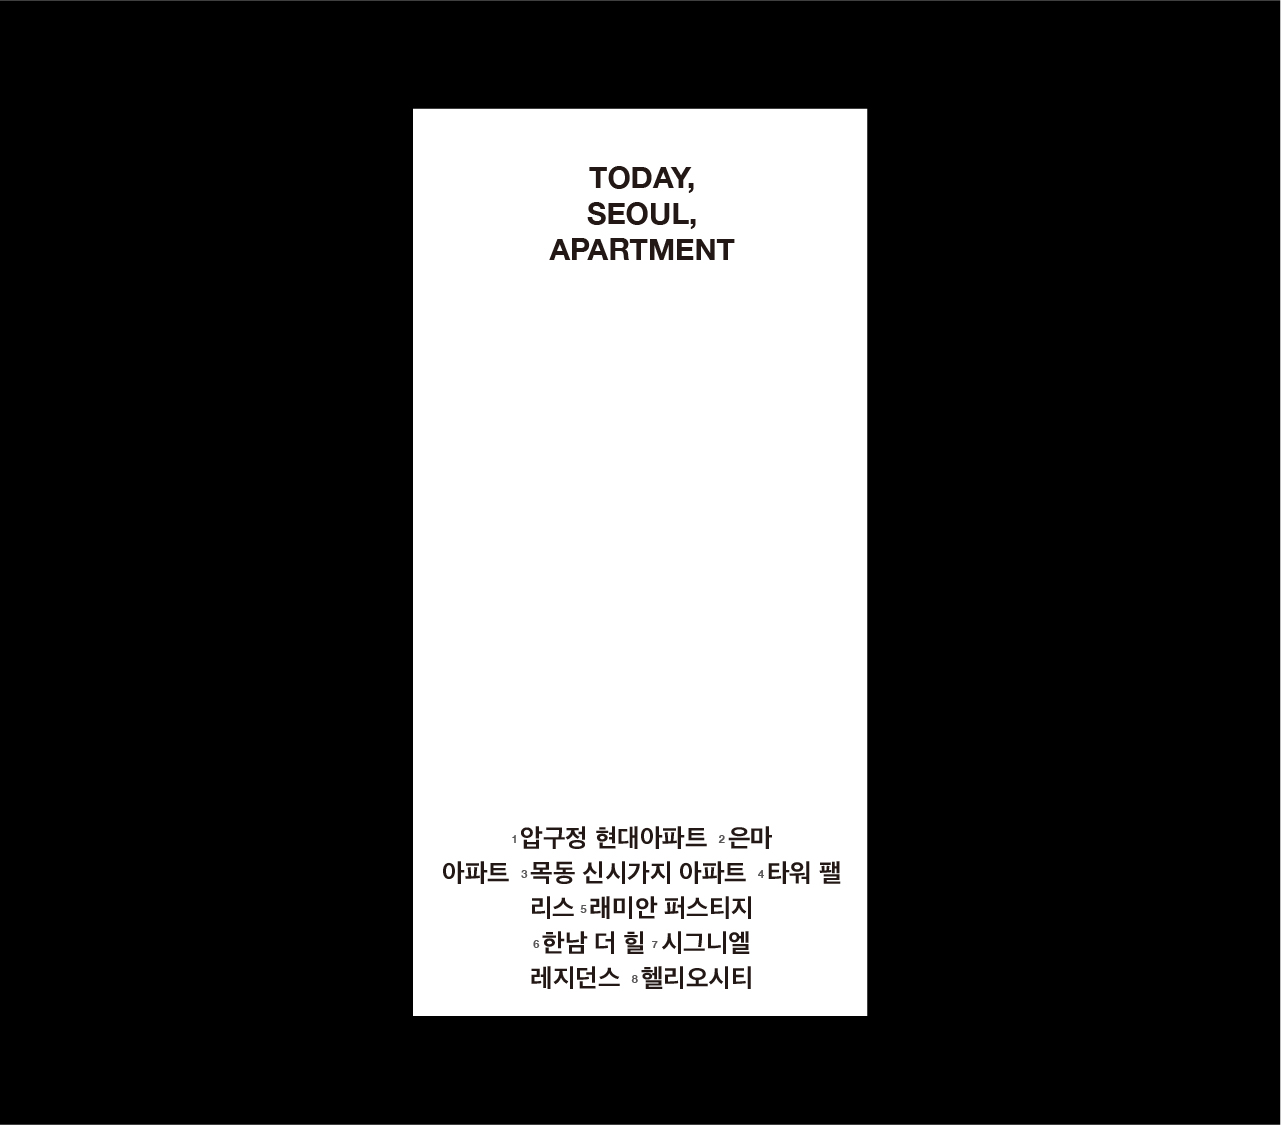 TODAY,
SEOUL,
APARTMENT
1 압구정 현대아파트 2 은마
아파트 3 목동 신시가지 아파트 4 타워 팰
리스 5 래미안 퍼스티지
6 한남 더 힐 7 시그니엘
레지던스 8 헬리오시티